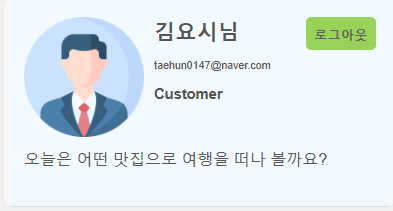 김요시님
로그아웃
taehun0147@naver.com
Customer
오늘은 어떤 맛집으로 여행을 떠나 볼까요?